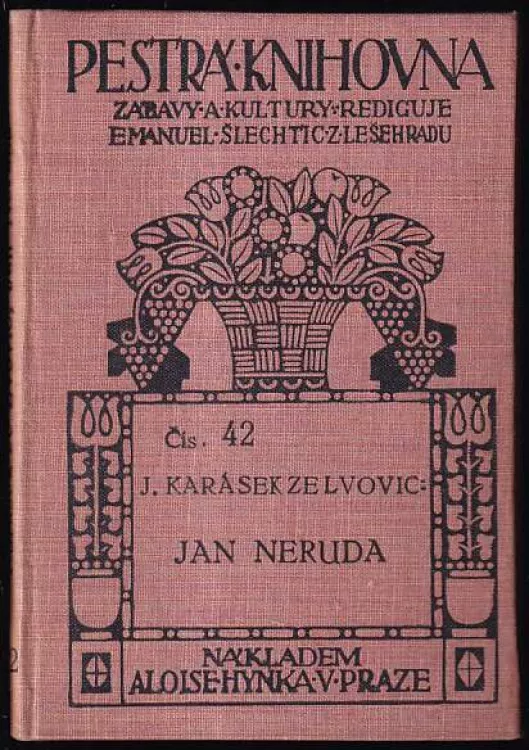 PESTRÁ·KNIHOVNA
ZÁBAVY·A·KULTURY·REDIGUJE
EMANUEL·ŠLECHTIC·Z·LEŠEHRADU
Čís. 42
J. KARÁSEK ZE LVOVIC:
JAN NERUDA
NÁKLADEM
ALOISE·HYNKA·V·PRAZE